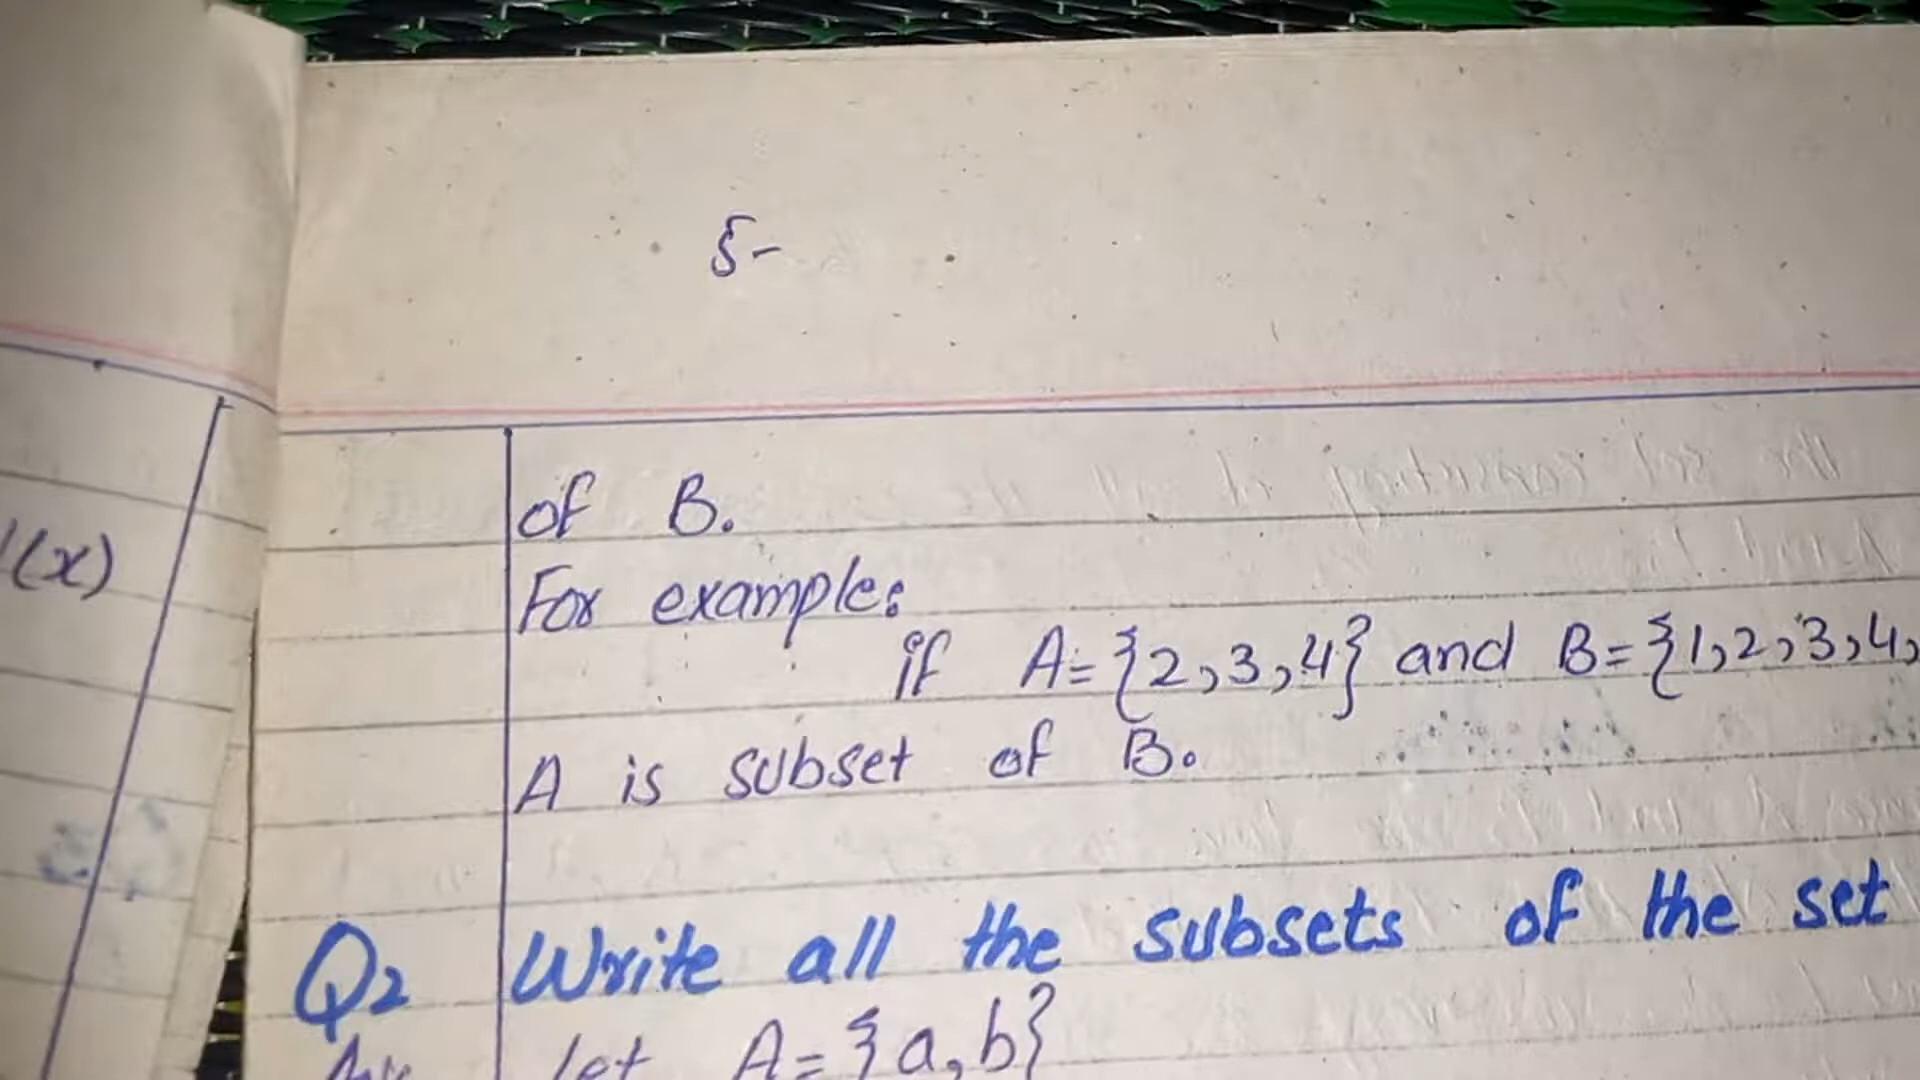 5-
(x)
of B.
For example:
if A={2,3,4} and B={1,2,3,4,
A is subset of B.
Q2 Write all the subsets of the set
Ans let A={a,b}